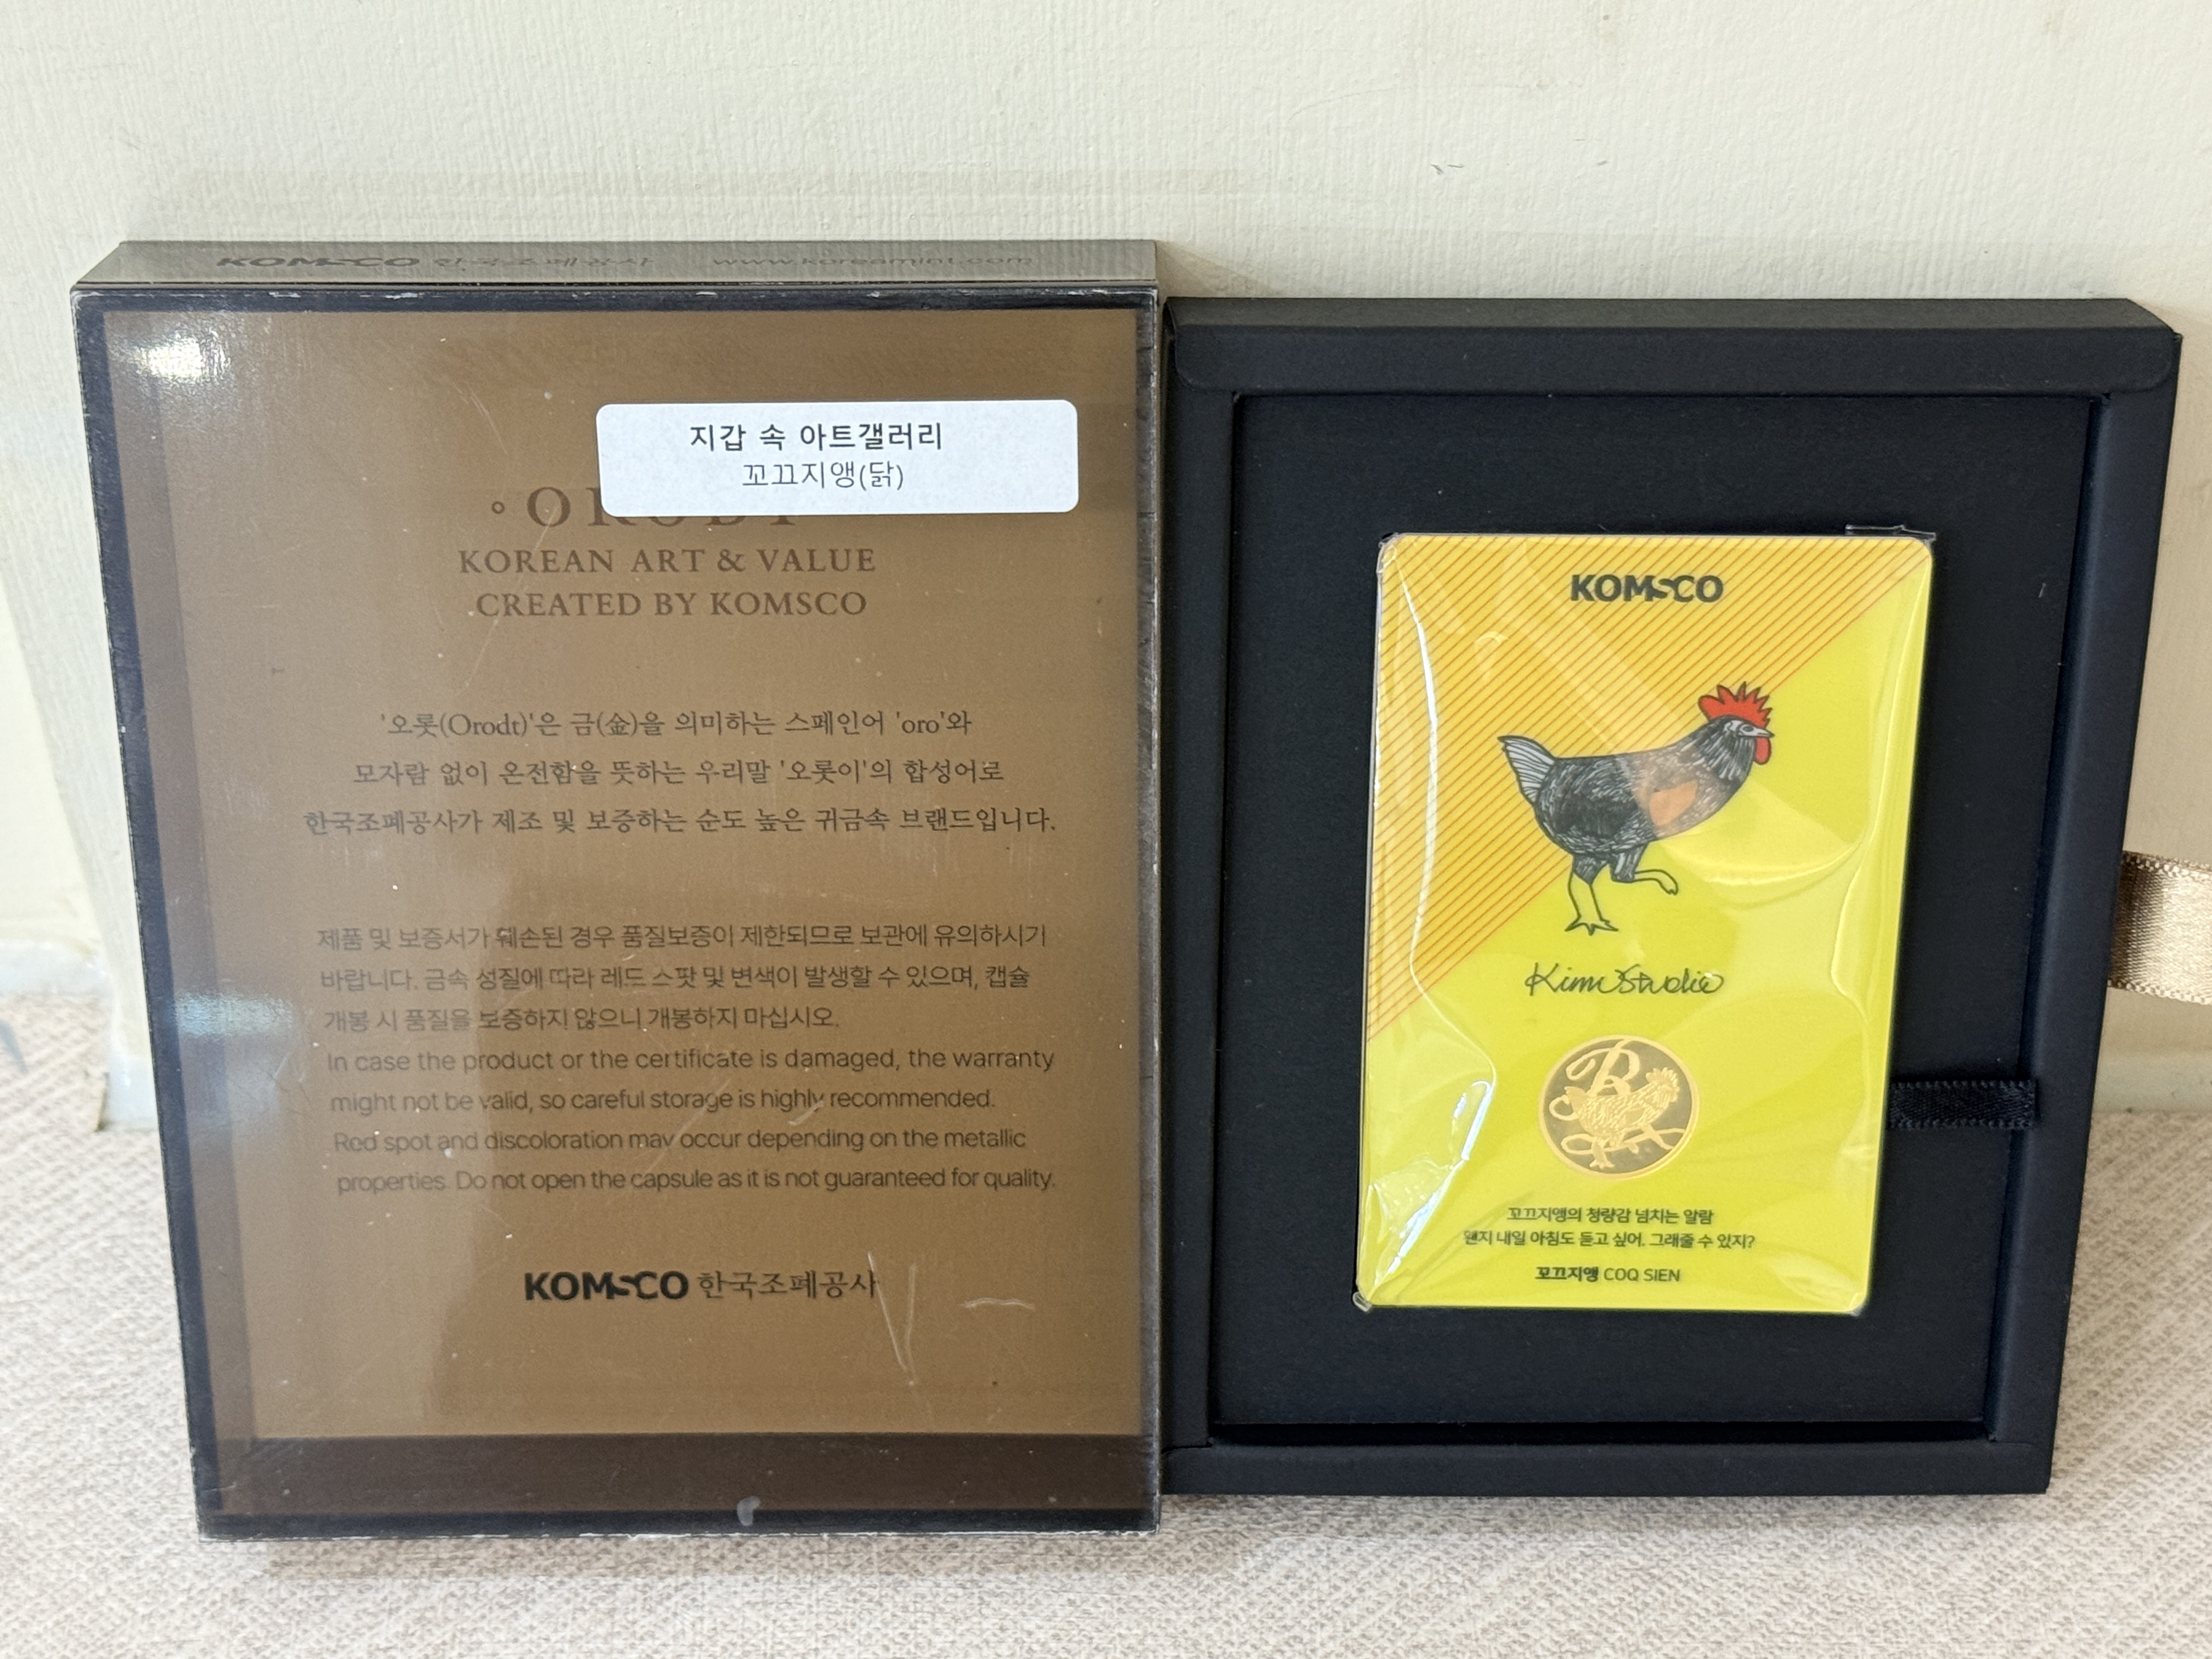 KOMSCO 한국조폐공사 www.koreamint.com
지갑 속 아트갤러리
꼬끄지앵(닭)
KOREAN ART & VALUE
CREATED BY KOMSCO
'오롯(Orodt)'은 금(金)을 의미하는 스페인어 'oro'와
모자람 없이 온전함을 뜻하는 우리말 '오롯이'의 합성어로
한국조폐공사가 제조 및 보증하는 순도 높은 귀금속 브랜드입니다.
제품 및 보증서가 훼손된 경우 품질보증이 제한되므로 보관에 유의하시기
바랍니다. 금속 성질에 따라 레드 스팟 및 변색이 발생할 수 있으며, 캡슐
개봉 시 품질을 보증하지 않으니 개봉하지 마십시오.
In case the product or the certificate is damaged, the warranty
might not be valid, so careful storage is highly recommended.
Red spot and discoloration may occur depending on the metallic
properties. Do not open the capsule as it is not guaranteed for quality.
KOMSCO 한국조폐공사
KOMSCO
Kimustudio
꼬끄지앵의 청량감 넘치는 알람
왠지 내일 아침도 듣고 싶어. 그래줄 수 있지?
꼬끄지앵 COQ SIEN